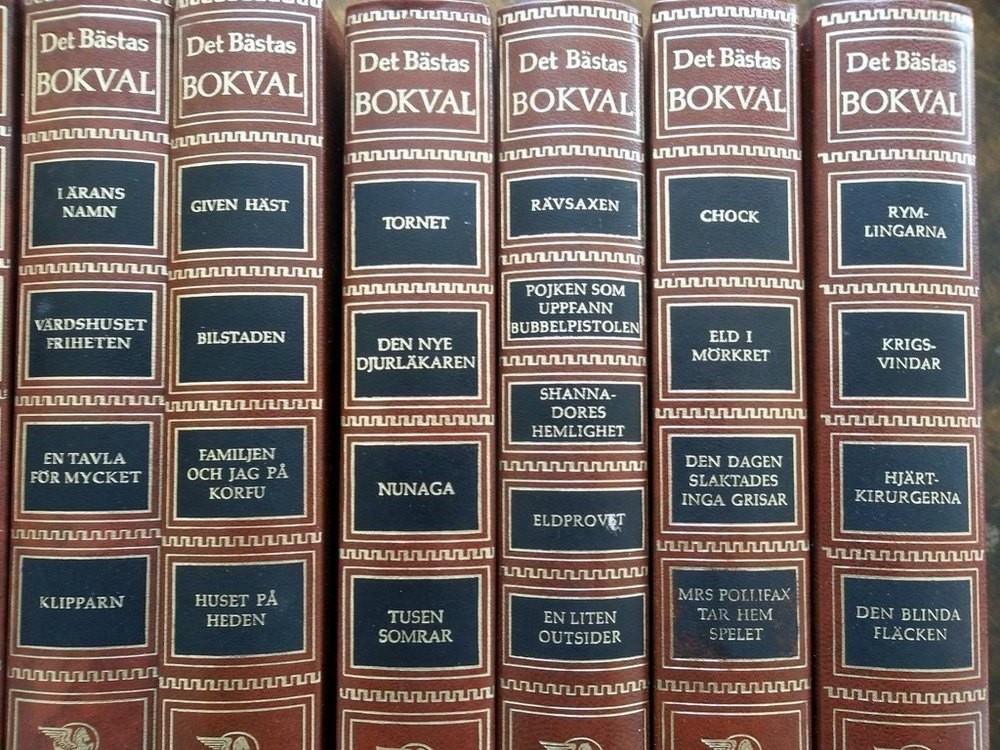 Det Bästas
BOKVAL
I ÄRANS
NAMN
VÄRDSHUSET
FRIHETEN
EN TAVLA
FÖR MYCKET
KLIPPARN
Det Bästas
BOKVAL
GIVEN HÄST
BILSTADEN
FAMILJEN
OCH JAG PÅ
KORFU
HUSET PÅ
HEDEN
Det Bästas
BOKVAL
TORNET
DEN NYE
DJURLÄKAREN
NUNAGA
TUSEN
SOMRAR
Det Bästas
BOKVAL
RÄVSAXEN
POJKEN SOM
UPPFANN
BUBBELPISTOLEN
SHANNA-
DORES
HEMLIGHET
ELDPROVET
EN LITEN
OUTSIDER
Det Bästas
BOKVAL
CHOCK
ELD I
MÖRKRET
DEN DAGEN
SLAKTADES
INGA GRISAR
MRS POLLIFAX
TAR HEM
SPELET
Det Bästas
BOKVAL
RYM-
LINGARNA
KRIGS-
VINDAR
HJÄRT-
KIRURGERNA
DEN BLINDA
FLÄCKEN